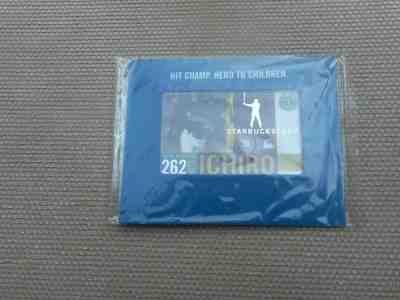 HIT CHAMP. HERO TO CHILDREN.
STARBUCKS CARD
262
ICHIRO